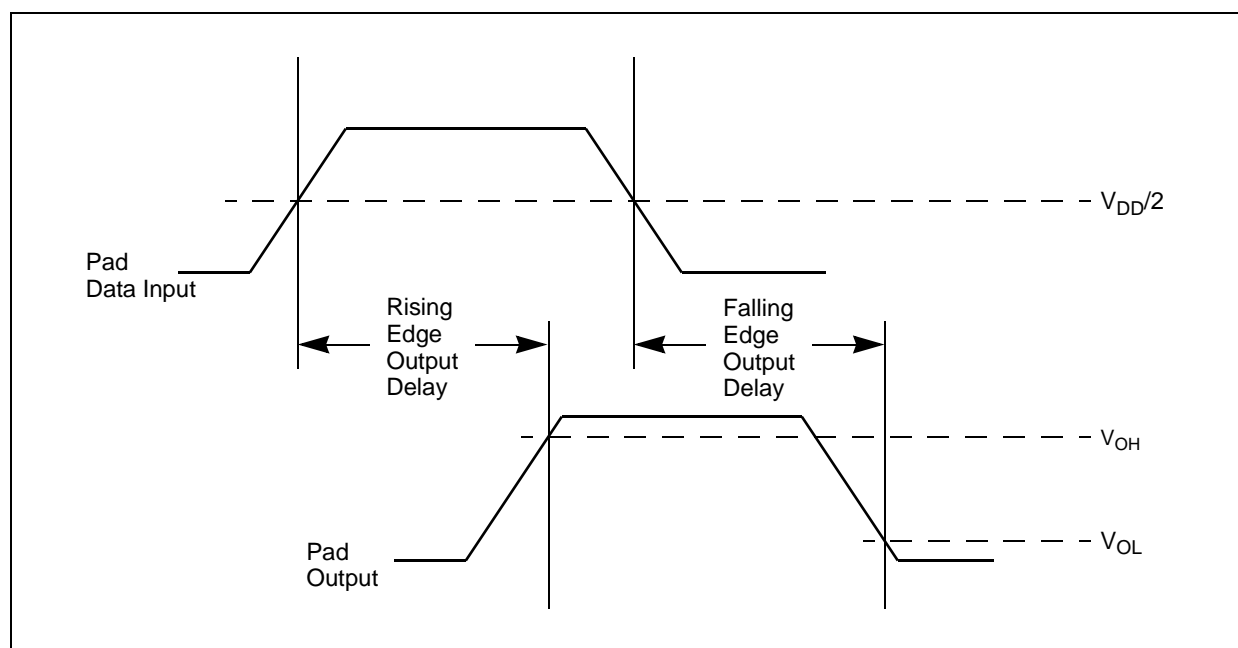 V_DD/2
Pad
Data Input
Rising
Edge
Output
Delay
Falling
Edge
Output
Delay
V_OH
V_OL
Pad
Output